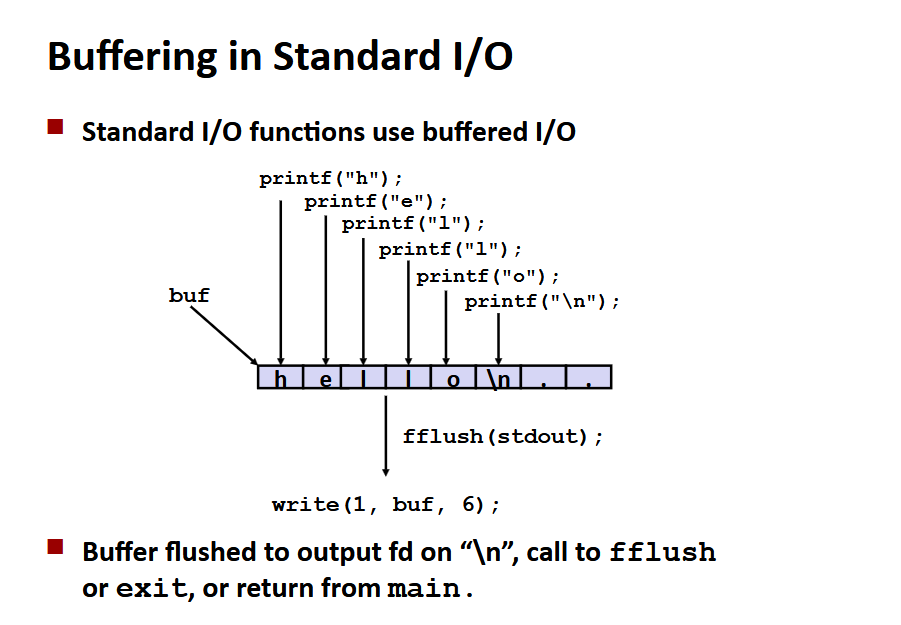 Buffering in Standard I/O
Standard I/O functions use buffered I/O
printf("h");
printf("e");
printf("l");
printf("l");
printf("o");
printf("\n");
buf
h e l l o \n . .
fflush(stdout);
write(1, buf, 6);
Buffer flushed to output fd on “\n”, call to fflush
or exit, or return from main.